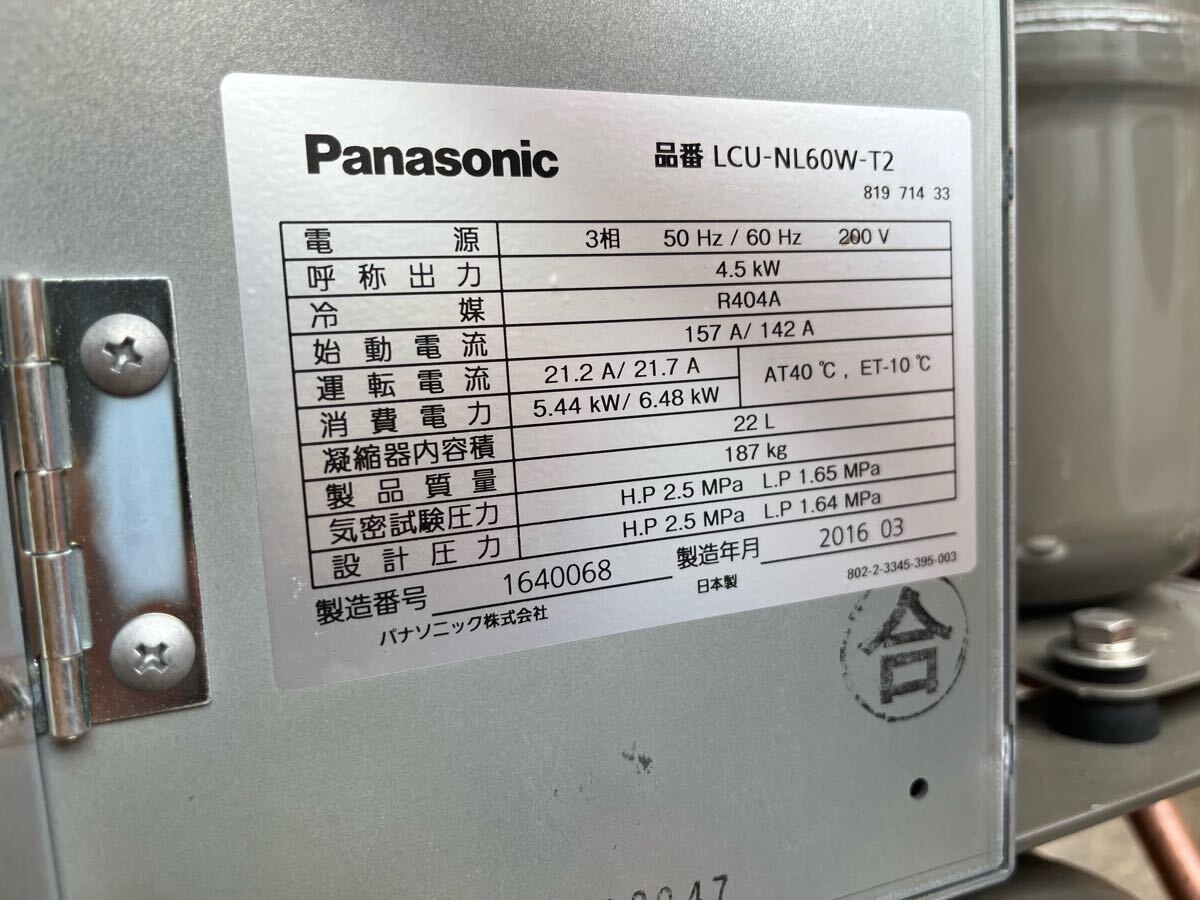 Panasonic 品番 LCU-NL60W-T2
819 714 33
電源 3相 50 Hz / 60 Hz 200 V
呼称出力 4.5 kW
冷媒 R404A
始動電流 157 A/ 142 A
運転電流 21.2 A/ 21.7 A AT40 ℃ , ET-10 ℃
消費電力 5.44 kW/ 6.48 kW
凝縮器内容積 22 L
製品質量 187 kg
気密試験圧力 H.P 2.5 MPa L.P 1.65 MPa
設計圧力 H.P 2.5 MPa L.P 1.64 MPa
製造番号 1640068 製造年月 2016 03
パナソニック株式会社 日本製 802-2-3345-395-003
合